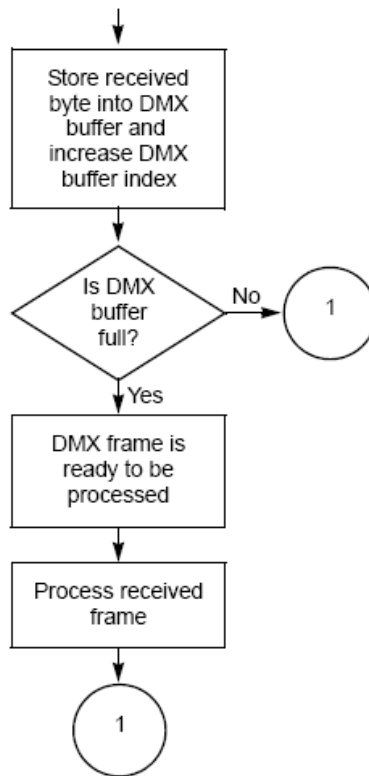 Store received
byte into DMX
buffer and
increase DMX
buffer index
Is DMX
buffer
full?
No
1
Yes
DMX frame is
ready to be
processed
Process received
frame
1